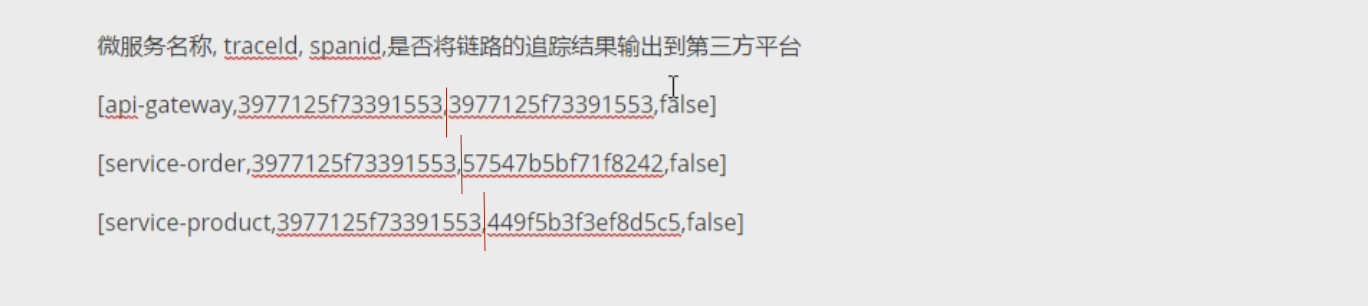 微服务名称, traceId, spanid,是否将链路的追踪结果输出到第三方平台
[api-gateway,3977125f73391553,3977125f73391553,false]
[service-order,3977125f73391553,57547b5bf71f8242,false]
[service-product,3977125f73391553,449f5b3f3ef8d5c5,false]